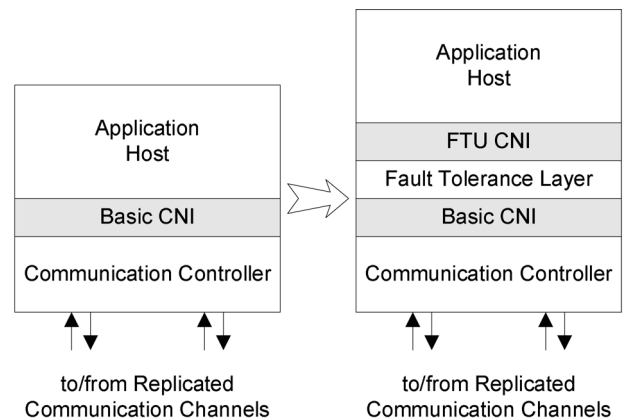 Application
Host
Basic CNI
Communication Controller
to/from Replicated
Communication Channels
Application
Host
FTU CNI
Fault Tolerance Layer
Basic CNI
Communication Controller
to/from Replicated
Communication Channels